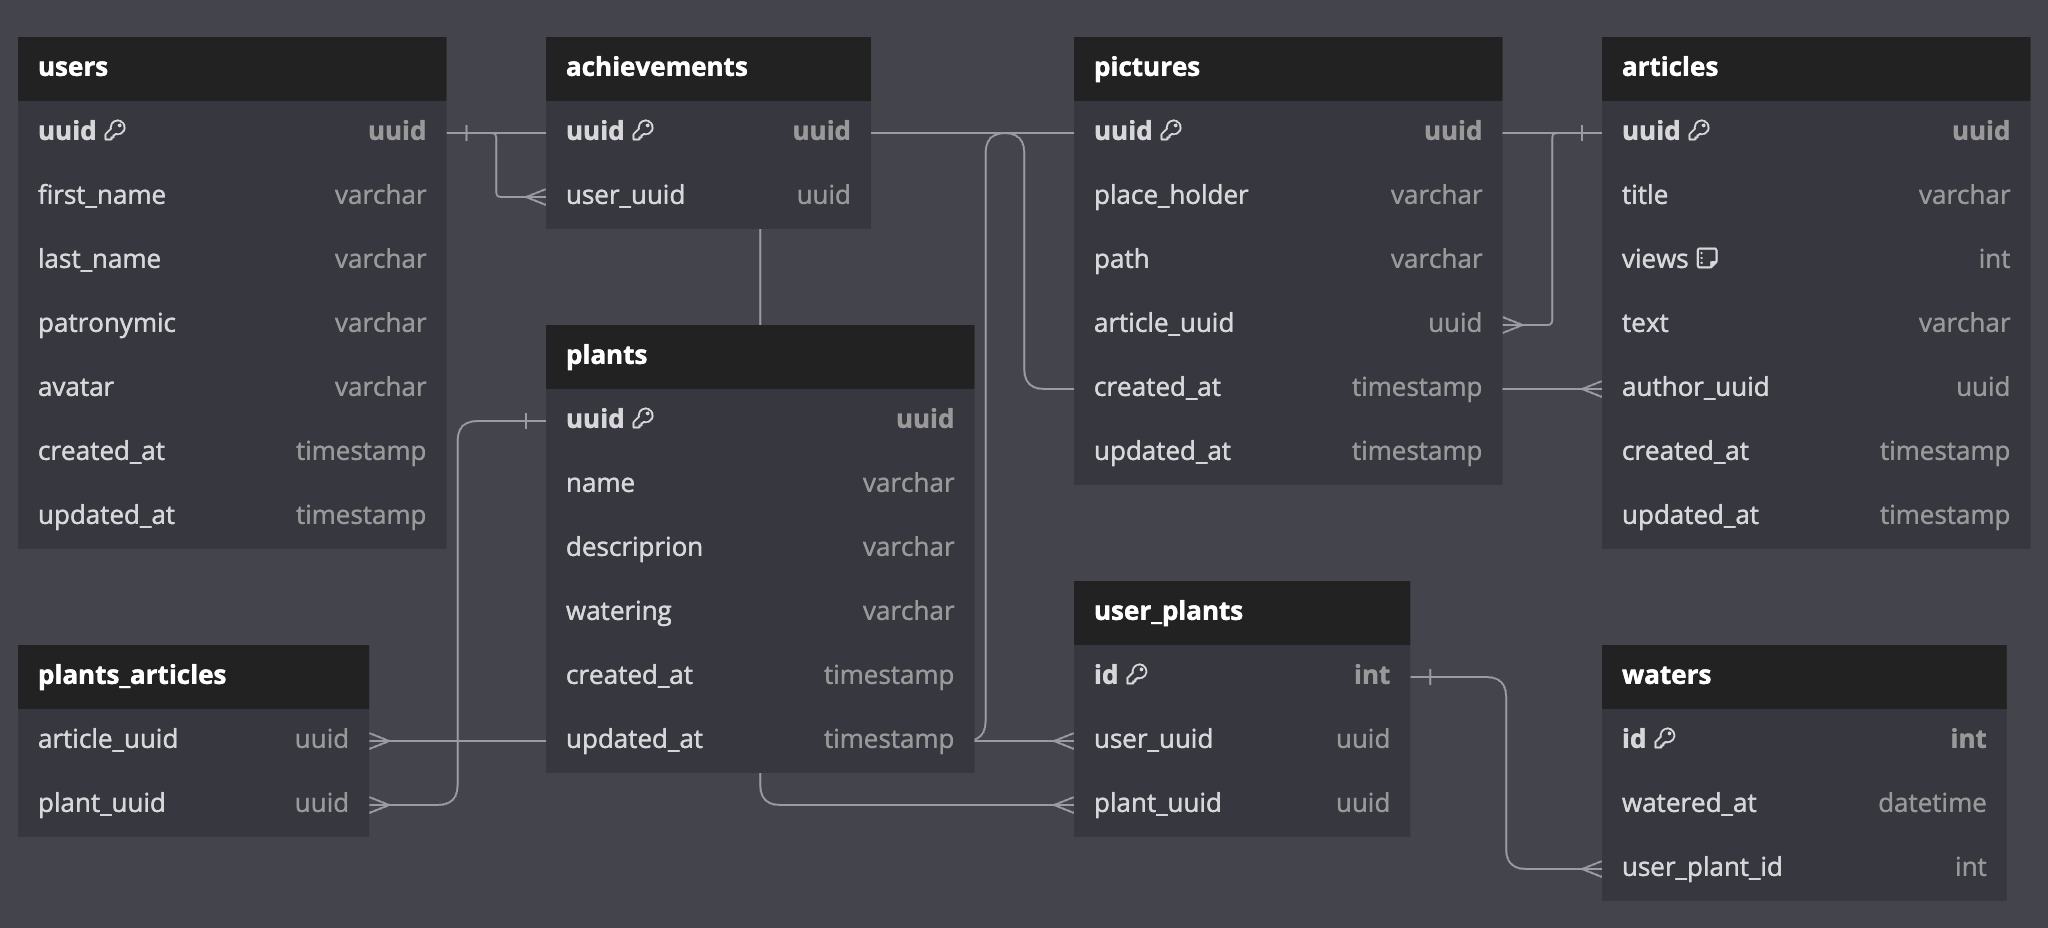 users
uuid uuid
first_name varchar
last_name varchar
patronymic varchar
avatar varchar
created_at timestamp
updated_at timestamp
achievements
uuid uuid
user_uuid uuid
pictures
uuid uuid
place_holder varchar
path varchar
article_uuid uuid
created_at timestamp
updated_at timestamp
articles
uuid uuid
title varchar
views int
text varchar
author_uuid uuid
created_at timestamp
updated_at timestamp
plants
uuid uuid
name varchar
descriprion varchar
watering varchar
created_at timestamp
updated_at timestamp
plants_articles
article_uuid uuid
plant_uuid uuid
user_plants
id int
user_uuid uuid
plant_uuid uuid
waters
id int
watered_at datetime
user_plant_id int